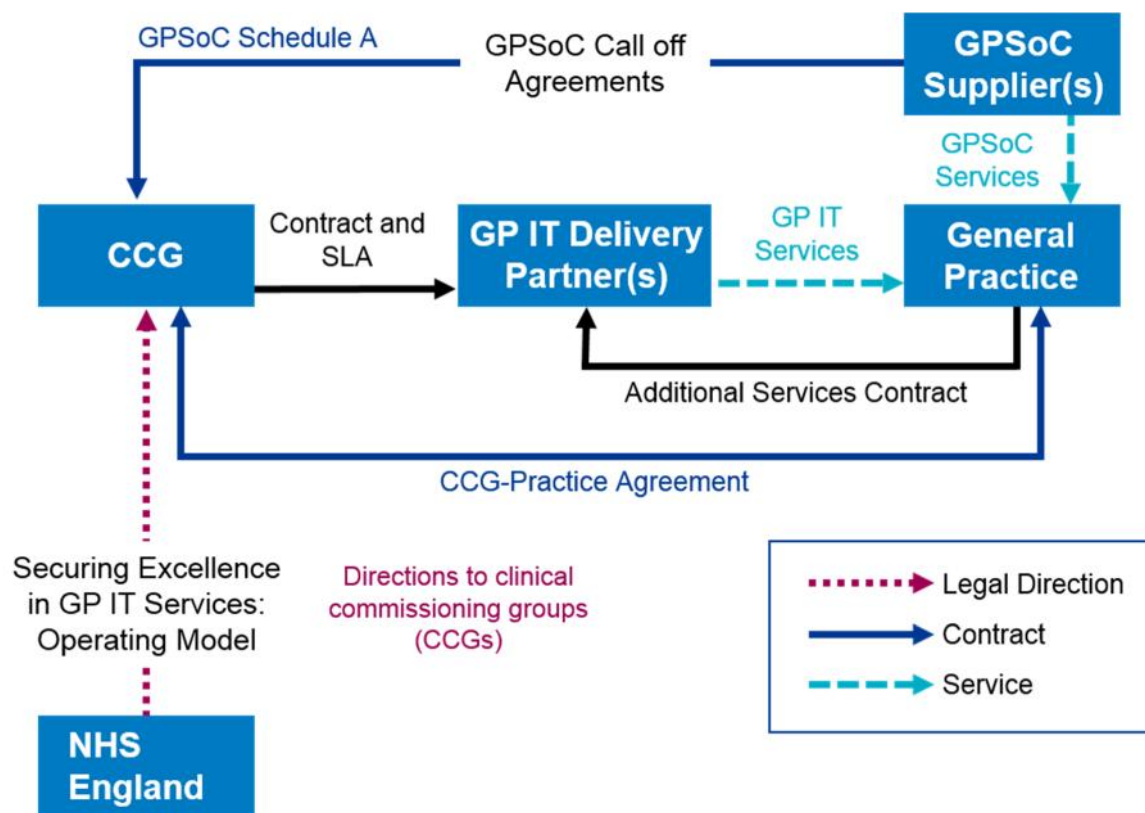 GPSoC Schedule A
GPSoC Call off
Agreements
GPSoC
Supplier(s)
GPSoC
Services
CCG
Contract and
SLA
GP IT Delivery
Partner(s)
GP IT
Services
General
Practice
Additional Services Contract
CCG-Practice Agreement
Securing Excellence
in GP IT Services:
Operating Model
Directions to clinical
commissioning groups
(CCGs)
Legal Direction
Contract
Service
NHS
England